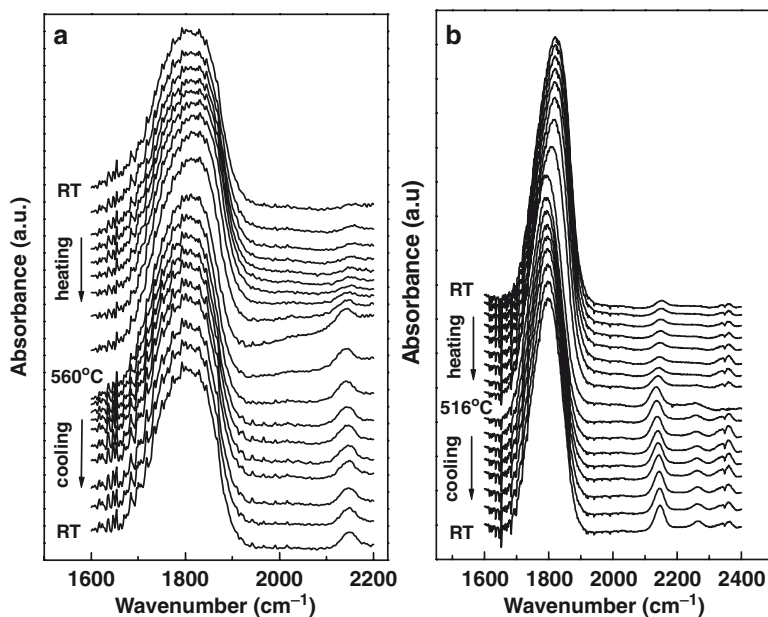 a
Absorbance (a.u.)
RT
heating
560°C
cooling
RT
1600 1800 2000 2200
Wavenumber (cm⁻¹)
b
Absorbance (a.u)
RT
heating
516°C
cooling
RT
1600 1800 2000 2200 2400
Wavenumber (cm⁻¹)